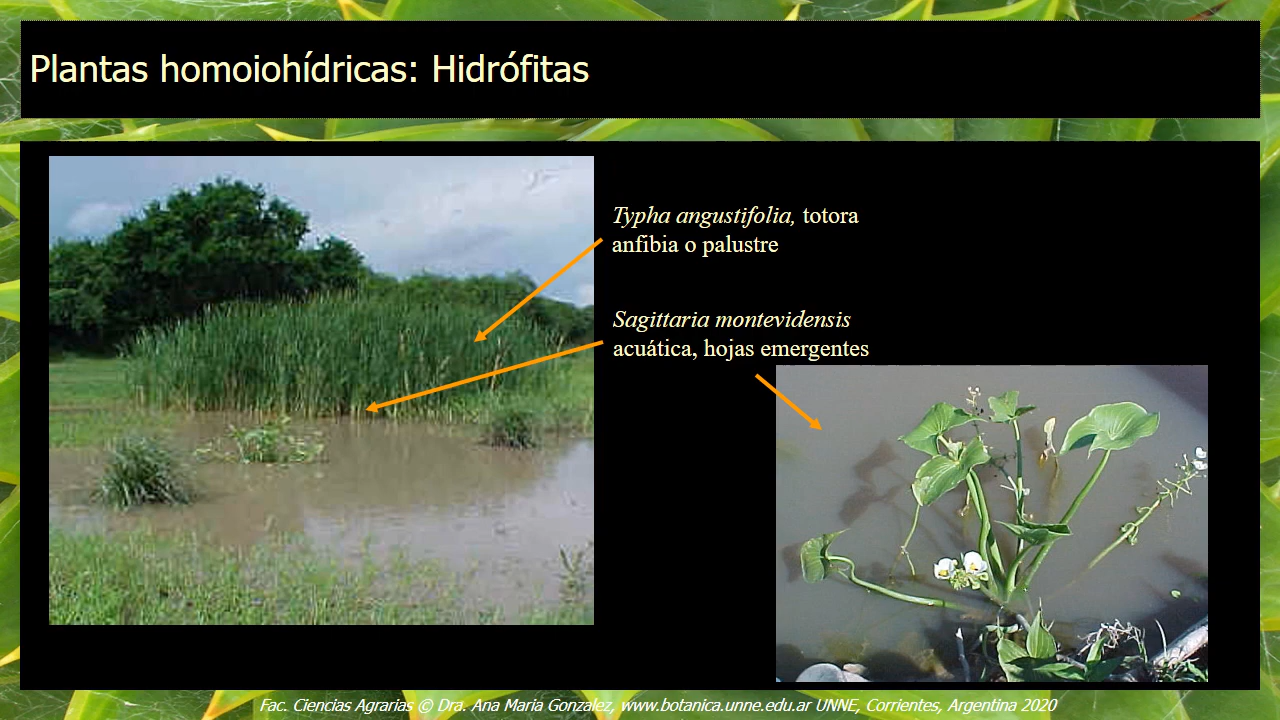 Plantas homoiohídricas: Hidrófitas
Typha angustifolia, totora
anfibia o palustre
Sagittaria montevidensis
acuática, hojas emergentes
Fac. Ciencias Agrarias © Dra. Ana Maria Gonzalez, www.botanica.unne.edu.ar UNNE, Corrientes, Argentina 2020